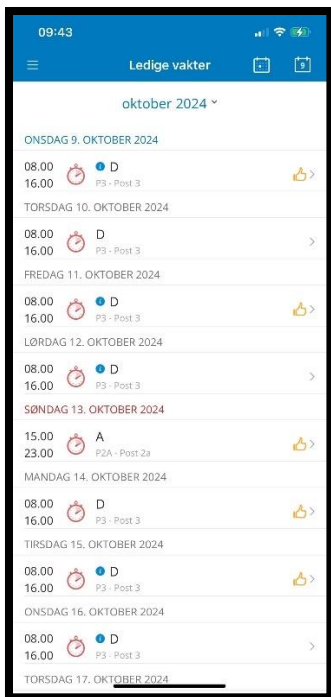 09:43
Ledige vakter
9
oktober 2024
ONSDAG 9. OKTOBER 2024
08.00 D
16.00 P3 - Post 3
TORSDAG 10. OKTOBER 2024
08.00 D
16.00 P3 - Post 3
FREDAG 11. OKTOBER 2024
08.00 D
16.00 P3 - Post 3
LØRDAG 12. OKTOBER 2024
08.00 D
16.00 P3 - Post 3
SØNDAG 13. OKTOBER 2024
15.00 A
23.00 P2A - Post 2a
MANDAG 14. OKTOBER 2024
08.00 D
16.00 P3 - Post 3
TIRSDAG 15. OKTOBER 2024
08.00 D
16.00 P3 - Post 3
ONSDAG 16. OKTOBER 2024
08.00 D
16.00 P3 - Post 3
TORSDAG 17. OKTOBER 2024